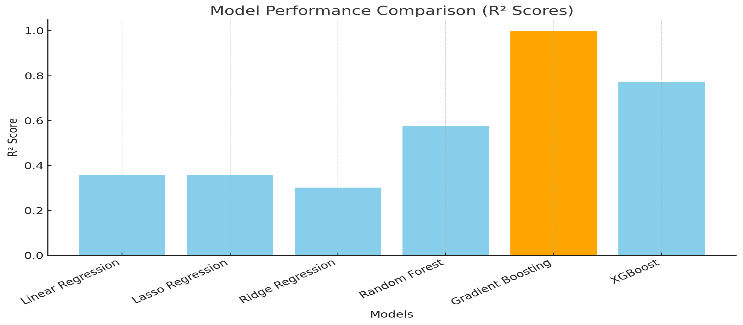 Model Performance Comparison (R² Scores)
1.0
0.8
0.6
0.4
0.2
0.0
R² Score
Linear Regression
Lasso Regression
Ridge Regression
Random Forest
Gradient Boosting
XGBoost
Models